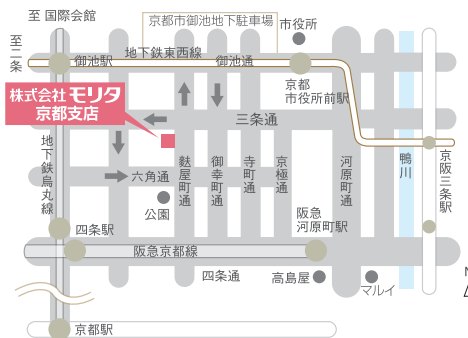 至 国際会館
京都市御池地下駐車場
市役所
至二条
地下鉄東西線
御池駅
御池通
京都
市役所前駅
株式会社モリタ
京都支店
三条通
地下鉄烏丸線
六角通
公園
麩屋町通
御幸町通
寺町通
京極通
河原町通
鴨川
京阪三条駅
四条駅
阪急
河原町駅
阪急京都線
四条通
高島屋
マルイ
N
京都駅